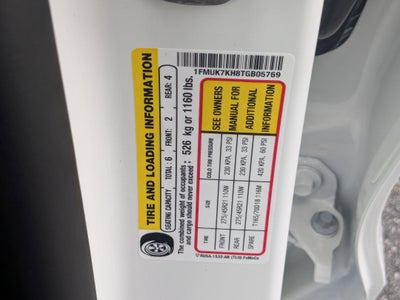 1FMUK7KH8TGB05769
TIRE AND LOADING INFORMATION
SEATING CAPACITY TOTAL: 6 FRONT: 2 REAR: 4
The combined weight of occupants
and cargo should never exceed : 526 kg or 1160 lbs.
TIRE SIZE COLD TIRE PRESSURE
FRONT 275/45R21 110W 230 KPA, 33 PSI
REAR 275/45R21 110W 230 KPA, 33 PSI
SPARE T165/70D18 116M 420 KPA, 60 PSI
SEE OWNERS
MANUAL FOR
ADDITIONAL
INFORMATION